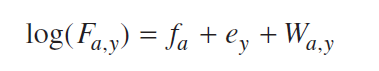 log(F_{a,y}) = f_a + e_y + W_{a,y}